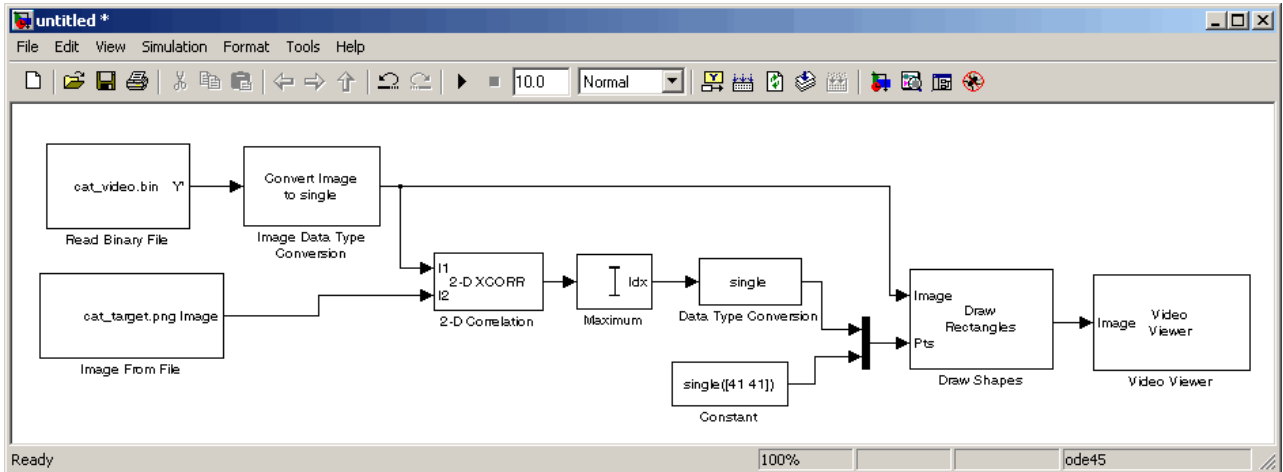 untitled *
File Edit View Simulation Format Tools Help
10.0 Normal
cat_video.bin Y'
Read Binary File
Convert Image
to single
Image Data Type
Conversion
cat_target.png Image
Image From File
I1
I2
2-D XCORR
2-D Correlation
Idx
Maximum
single
Data Type Conversion
single([41 41])
Constant
Image
Pts
Draw
Rectangles
Draw Shapes
Image
Video
Viewer
Video Viewer
Ready 100% ode45